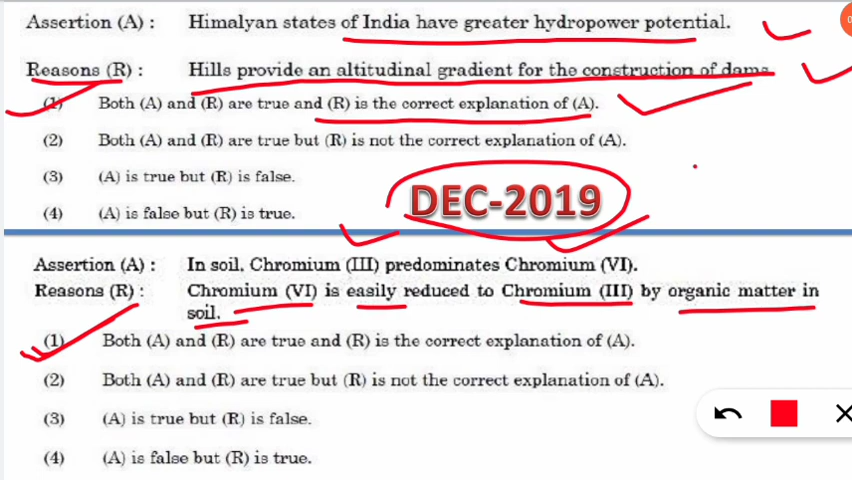 Assertion (A) : Himalyan states of India have greater hydropower potential.
Reasons (R) : Hills provide an altitudinal gradient for the construction of dams.
(1) Both (A) and (R) are true and (R) is the correct explanation of (A).
(2) Both (A) and (R) are true but (R) is not the correct explanation of (A).
(3) (A) is true but (R) is false.
(4) (A) is false but (R) is true.
DEC-2019
Assertion (A) : In soil, Chromium (III) predominates Chromium (VI).
Reasons (R) : Chromium (VI) is easily reduced to Chromium (III) by organic matter in
soil.
(1) Both (A) and (R) are true and (R) is the correct explanation of (A).
(2) Both (A) and (R) are true but (R) is not the correct explanation of (A).
(3) (A) is true but (R) is false.
(4) (A) is false but (R) is true.